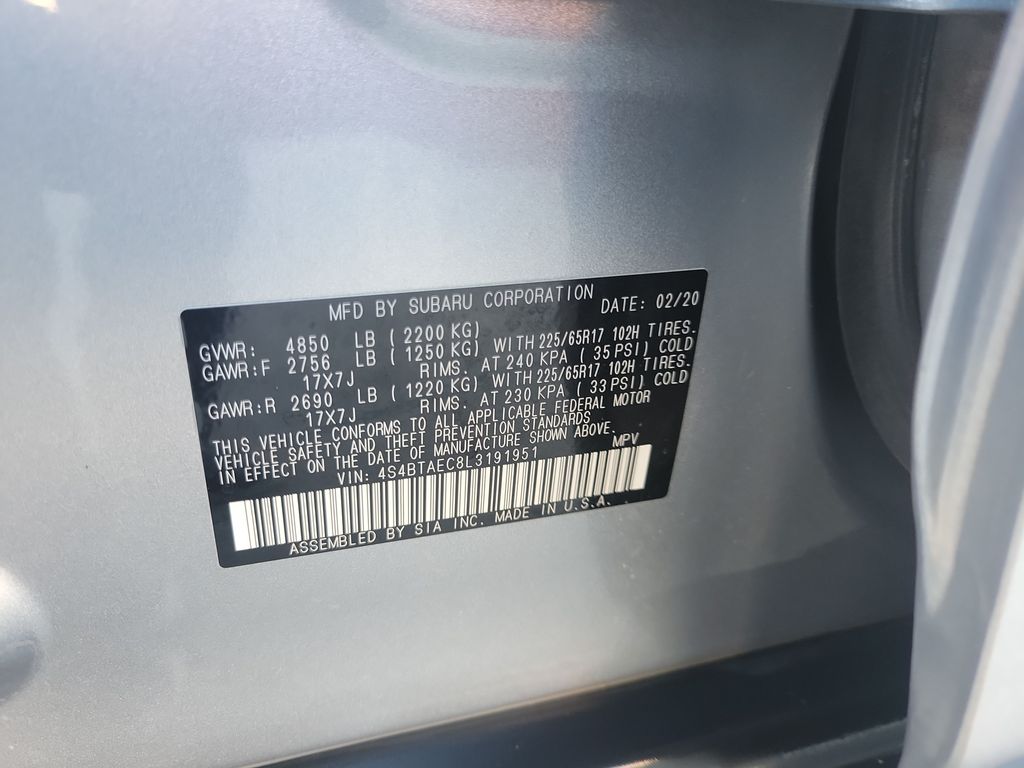 MFD BY SUBARU CORPORATION DATE: 02/20
GVWR: 4850 LB ( 2200 KG)
GAWR:F 2756 LB ( 1250 KG) WITH 225/65R17 102H TIRES.
17X7J RIMS. AT 240 KPA ( 35 PSI) COLD
GAWR:R 2690 LB ( 1220 KG) WITH 225/65R17 102H TIRES.
17X7J RIMS. AT 230 KPA ( 33 PSI) COLD
THIS VEHICLE CONFORMS TO ALL APPLICABLE FEDERAL MOTOR
VEHICLE SAFETY AND THEFT PREVENTION STANDARDS
IN EFFECT ON THE DATE OF MANUFACTURE SHOWN ABOVE.
VIN: 4S4BTAEC8L3191951 MPV
ASSEMBLED BY SIA INC. MADE IN U.S.A.